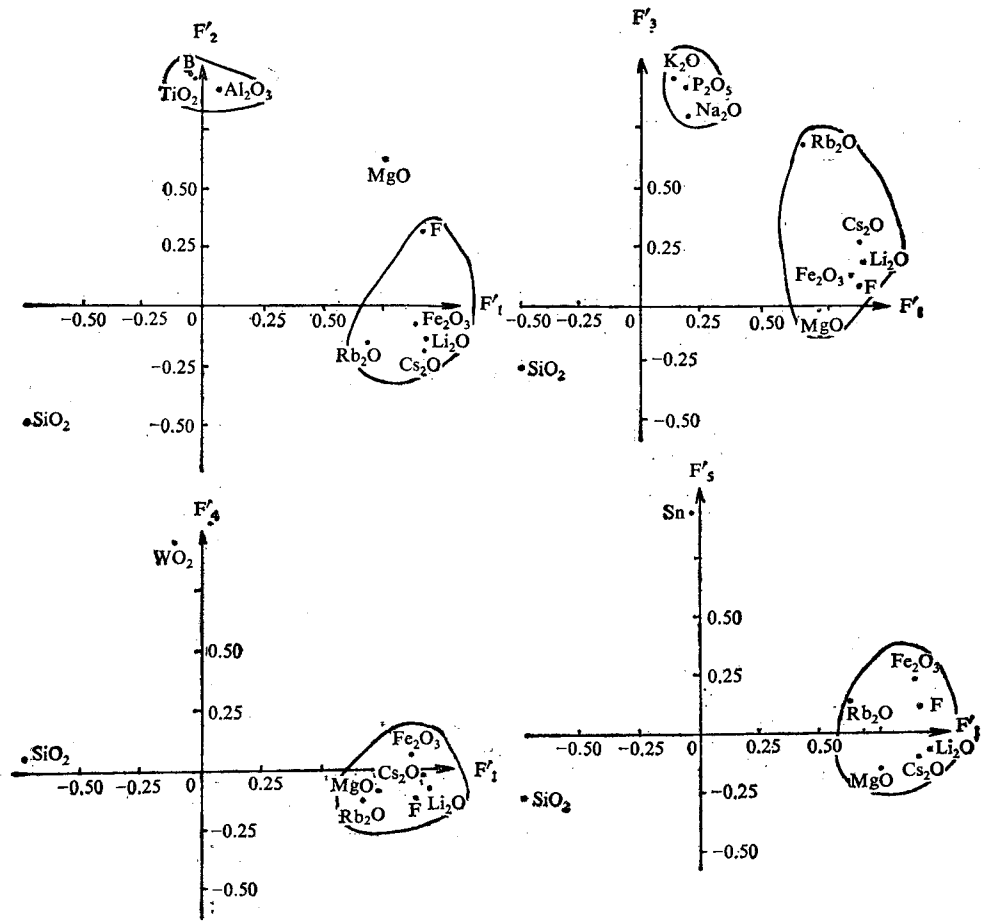 F′₂
B
TiO₂
Al₂O₃
MgO
0.50
0.25
F
−0.50
−0.25
0
0.25
0.50
F′₁
Fe₂O₃
Li₂O
Rb₂O
Cs₂O
−0.25
SiO₂
−0.50
F′₃
K₂O
P₂O₅
Na₂O
Rb₂O
0.50
Cs₂O
0.25
Li₂O
Fe₂O₃
F
−0.50
−0.25
0
0.25
0.50
MgO
SiO₂
−0.25
−0.50
F′₄
WO₂
0.50
0.25
Fe₂O₃
SiO₂
Cs₂O
F′₁
−0.50
−0.25
0
0.25
MgO
Rb₂O
F
Li₂O
−0.25
−0.50
F′₅
Sn
0.50
Fe₂O₃
0.25
Rb₂O
F
−0.50
−0.25
0
0.25
0.50
Li₂O
MgO
Cs₂O
SiO₂
−0.25
−0.50